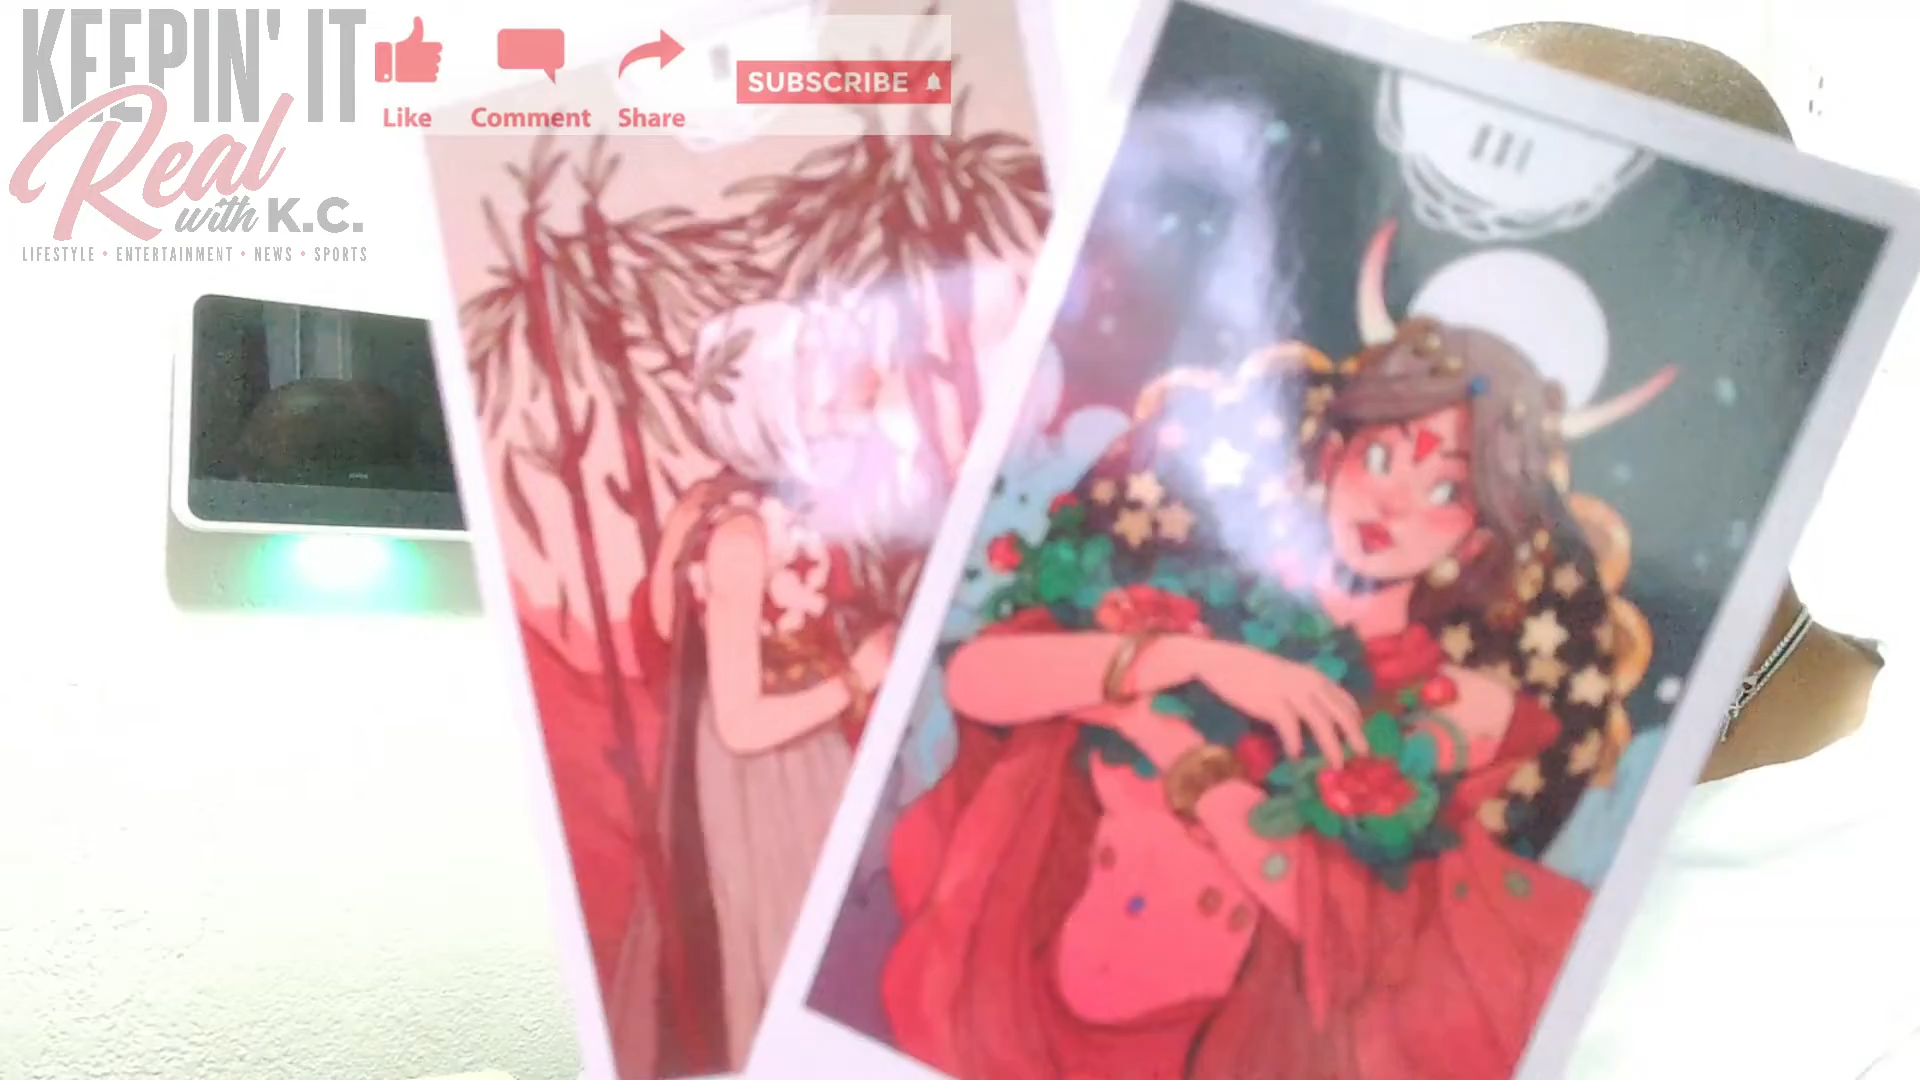 KEEPIN' IT
Real
with K.C.
LIFESTYLE • ENTERTAINMENT • NEWS • SPORTS
Like
Comment
Share
SUBSCRIBE
III